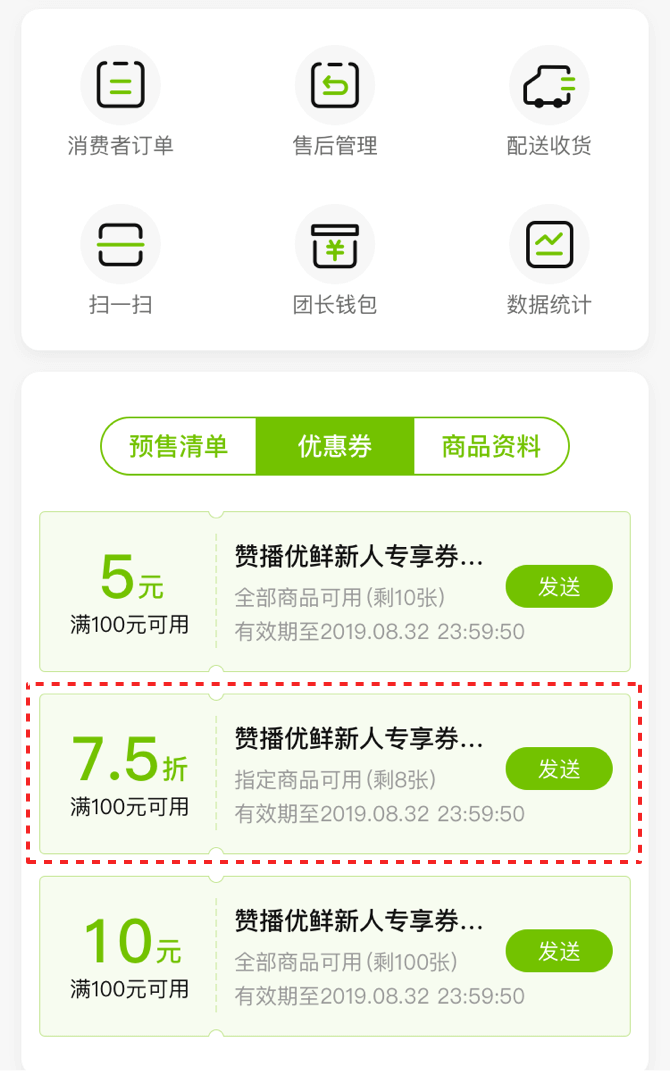 消费者订单 售后管理 配送收货
扫一扫 团长钱包 数据统计
预售清单 优惠券 商品资料
5元
满100元可用
赞播优鲜新人专享券...
全部商品可用(剩10张)
有效期至2019.08.32 23:59:50
发送
7.5折
满100元可用
赞播优鲜新人专享券...
指定商品可用(剩8张)
有效期至2019.08.32 23:59:50
发送
10元
满100元可用
赞播优鲜新人专享券...
全部商品可用(剩100张)
有效期至2019.08.32 23:59:50
发送